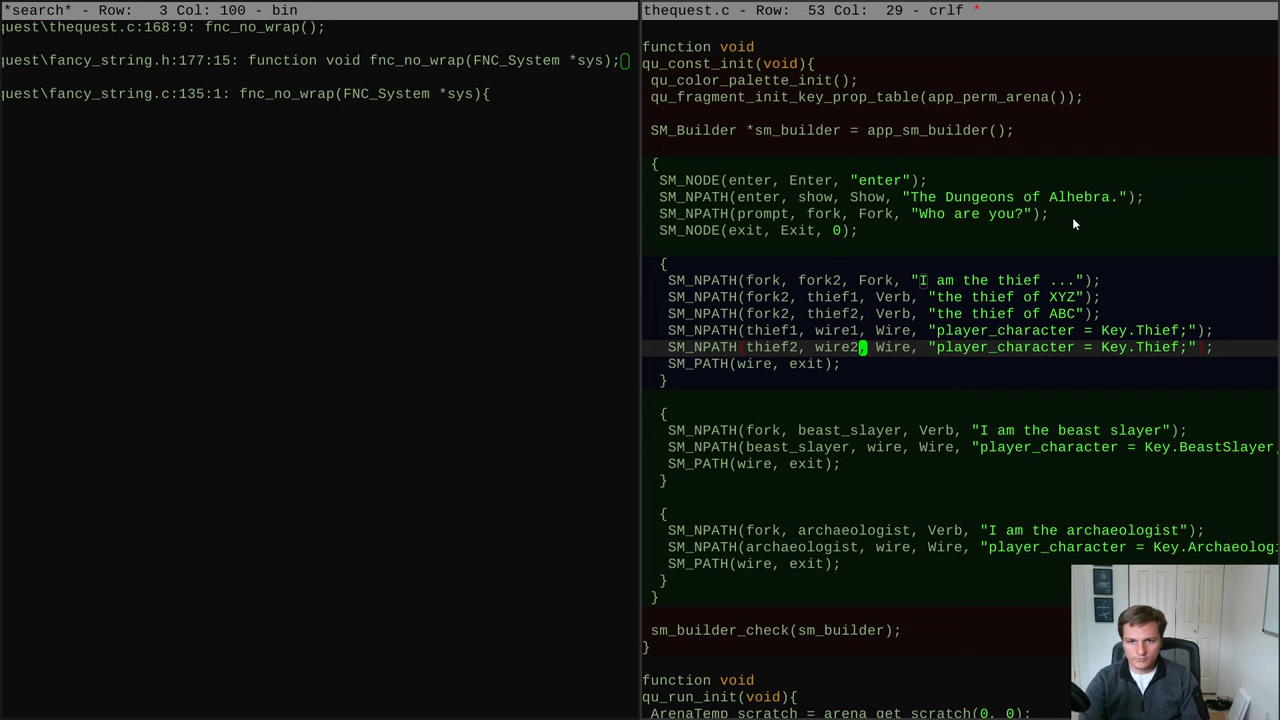 *search* - Row:   3 Col: 100 - bin
quest\thequest.c:168:9: fnc_no_wrap();
quest\fancy_string.h:177:15: function void fnc_no_wrap(FNC_System *sys);
quest\fancy_string.c:135:1: fnc_no_wrap(FNC_System *sys){
thequest.c - Row:  53 Col:  29 - crlf *
function void
qu_const_init(void){
qu_color_palette_init();
qu_fragment_init_key_prop_table(app_perm_arena());
SM_Builder *sm_builder = app_sm_builder();
{
SM_NODE(enter, Enter, "enter");
SM_NPATH(enter, show, Show, "The Dungeons of Alhebra.");
SM_NPATH(prompt, fork, Fork, "Who are you?");
SM_NODE(exit, Exit, 0);
{
SM_NPATH(fork, fork2, Fork, "I am the thief ...");
SM_NPATH(fork2, thief1, Verb, "the thief of XYZ");
SM_NPATH(fork2, thief2, Verb, "the thief of ABC");
SM_NPATH(thief1, wire1, Wire, "player_character = Key.Thief;");
SM_NPATH(thief2, wire2, Wire, "player_character = Key.Thief;");
SM_PATH(wire, exit);
}
{
SM_NPATH(fork, beast_slayer, Verb, "I am the beast slayer");
SM_NPATH(beast_slayer, wire, Wire, "player_character = Key.BeastSlayer;
SM_PATH(wire, exit);
}
{
SM_NPATH(fork, archaeologist, Verb, "I am the archaeologist");
SM_NPATH(archaeologist, wire, Wire, "player_character = Key.Archaeologi
SM_PATH(wire, exit);
}
}
sm_builder_check(sm_builder);
}
function void
qu_run_init(void){
ArenaTemp scratch = arena_get_scratch(0, 0);